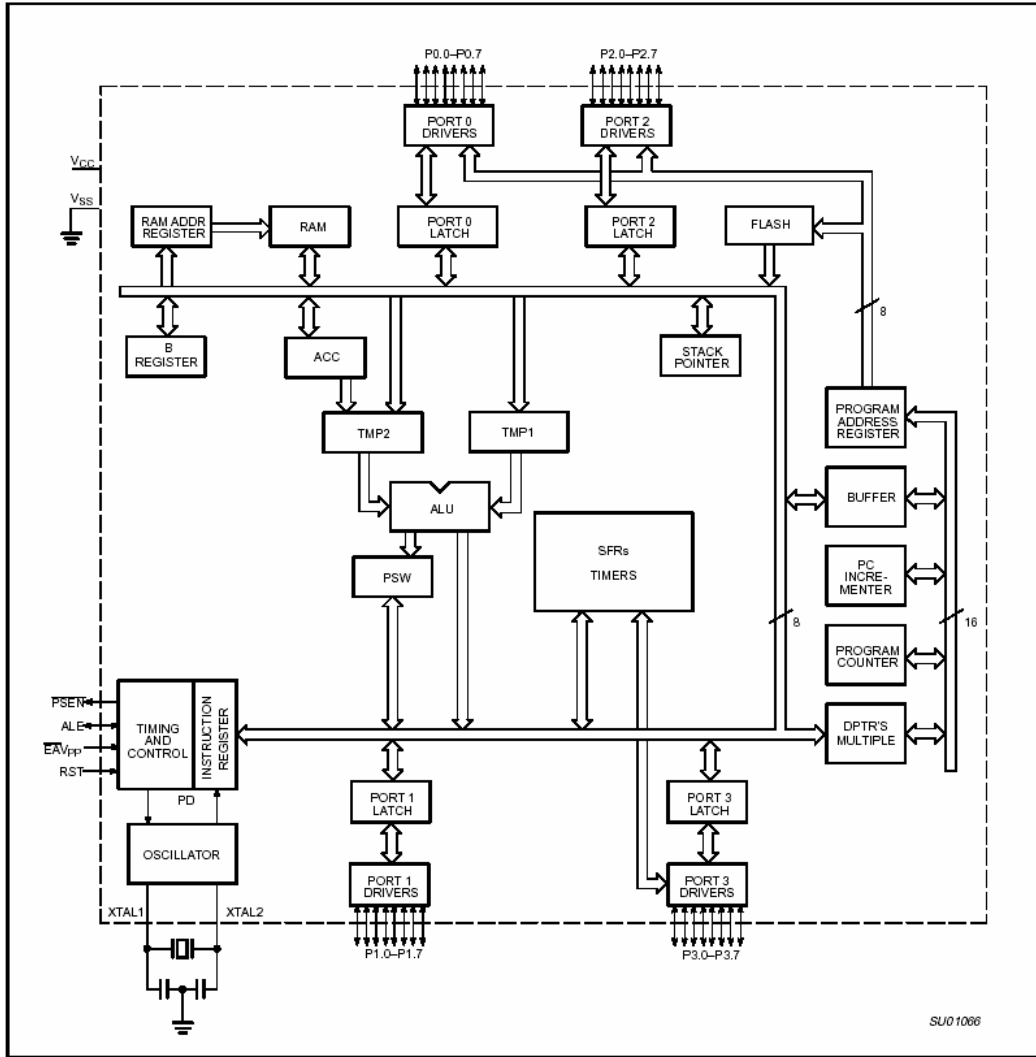 P0.0–P0.7
P2.0–P2.7
PORT 0
DRIVERS
PORT 2
DRIVERS
VCC
VSS
RAM ADDR
REGISTER
RAM
PORT 0
LATCH
PORT 2
LATCH
FLASH
8
B
REGISTER
ACC
STACK
POINTER
PROGRAM
ADDRESS
REGISTER
TMP2
TMP1
BUFFER
ALU
SFRs
TIMERS
PSW
PC
INCRE-
MENTER
8
16
PROGRAM
COUNTER
PSEN
ALE
EAVPP
RST
TIMING
AND
CONTROL
INSTRUCTION
REGISTER
DPTR'S
MULTIPLE
PD
PORT 1
LATCH
PORT 3
LATCH
OSCILLATOR
PORT 1
DRIVERS
PORT 3
DRIVERS
XTAL1
XTAL2
P1.0–P1.7
P3.0–P3.7
SU01066